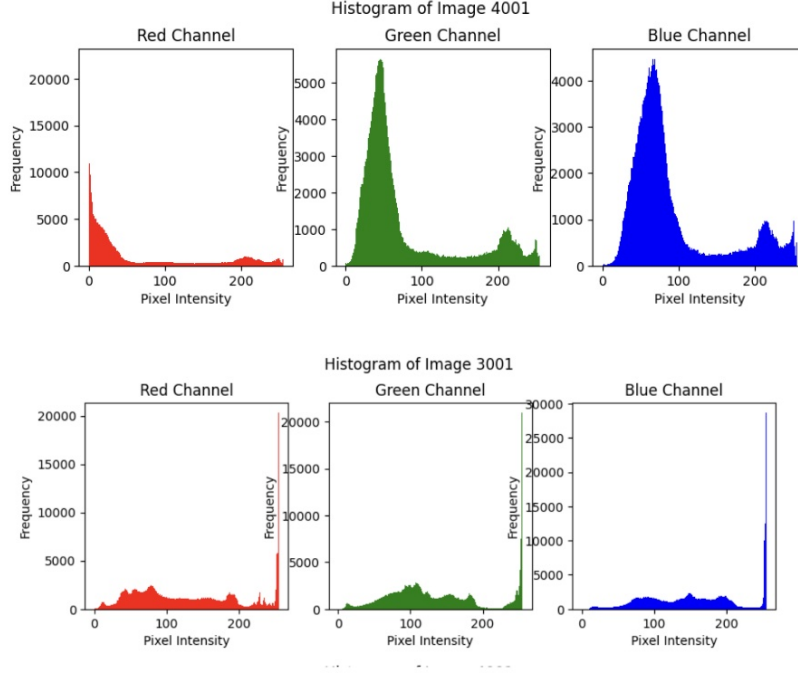 Histogram of Image 4001
Red Channel
Green Channel
Blue Channel
20000
15000
10000
5000
0
Frequency
0 100 200
Pixel Intensity
5000
4000
3000
2000
1000
0
Frequency
0 100 200
Pixel Intensity
4000
3000
2000
1000
0
Frequency
0 100 200
Pixel Intensity
Histogram of Image 3001
Red Channel
Green Channel
Blue Channel
20000
15000
10000
5000
0
Frequency
0 100 200
Pixel Intensity
20000
15000
10000
5000
0
Frequency
0 100 200
Pixel Intensity
30000
25000
20000
15000
10000
5000
0
Frequency
0 100 200
Pixel Intensity